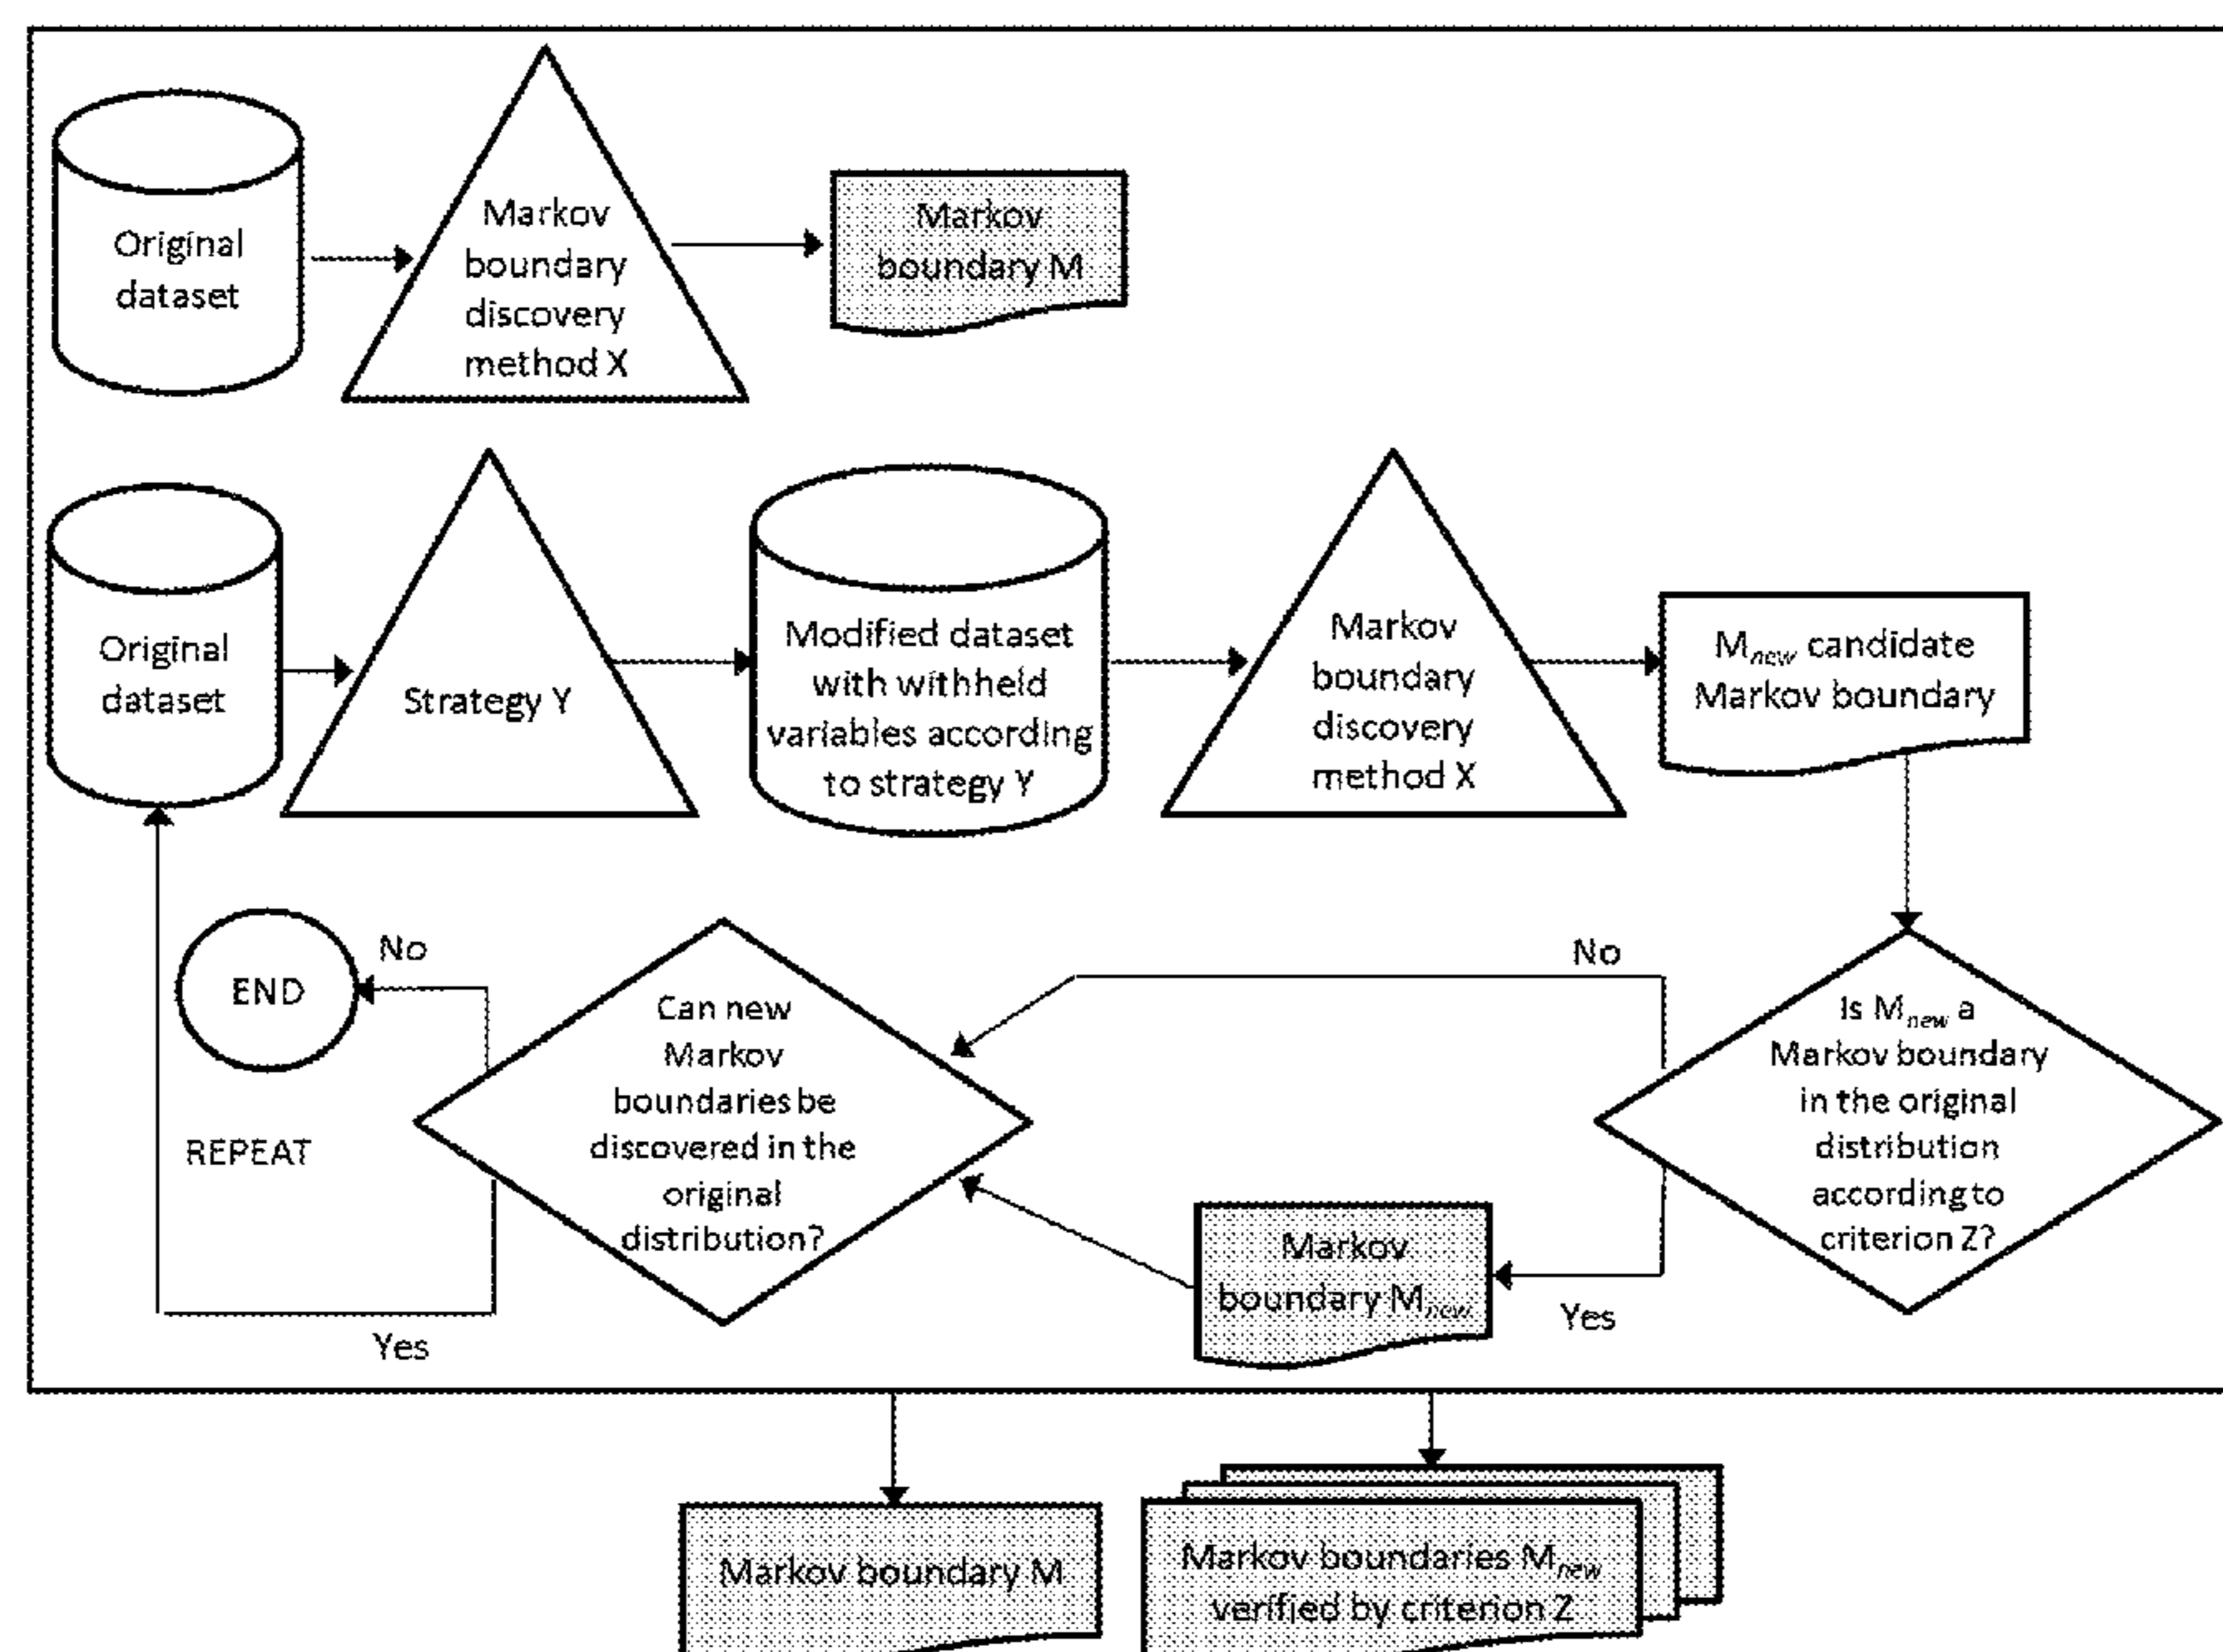 Original
dataset
Markov
boundary
discovery
method X
Markov
boundary M
Original
dataset
Strategy Y
Modified dataset
with withheld
variables according
to strategy Y
Markov
boundary
discovery
method X
Mnew candidate
Markov boundary
END
No
REPEAT
Yes
Can new
Markov
boundaries be
discovered in the
original
distribution?
No
Is Mnew a
Markov boundary
in the original
distribution
according to
criterion Z?
Yes
Markov
boundary Mnew
Markov boundary M
Markov boundaries Mnew
verified by criterion Z